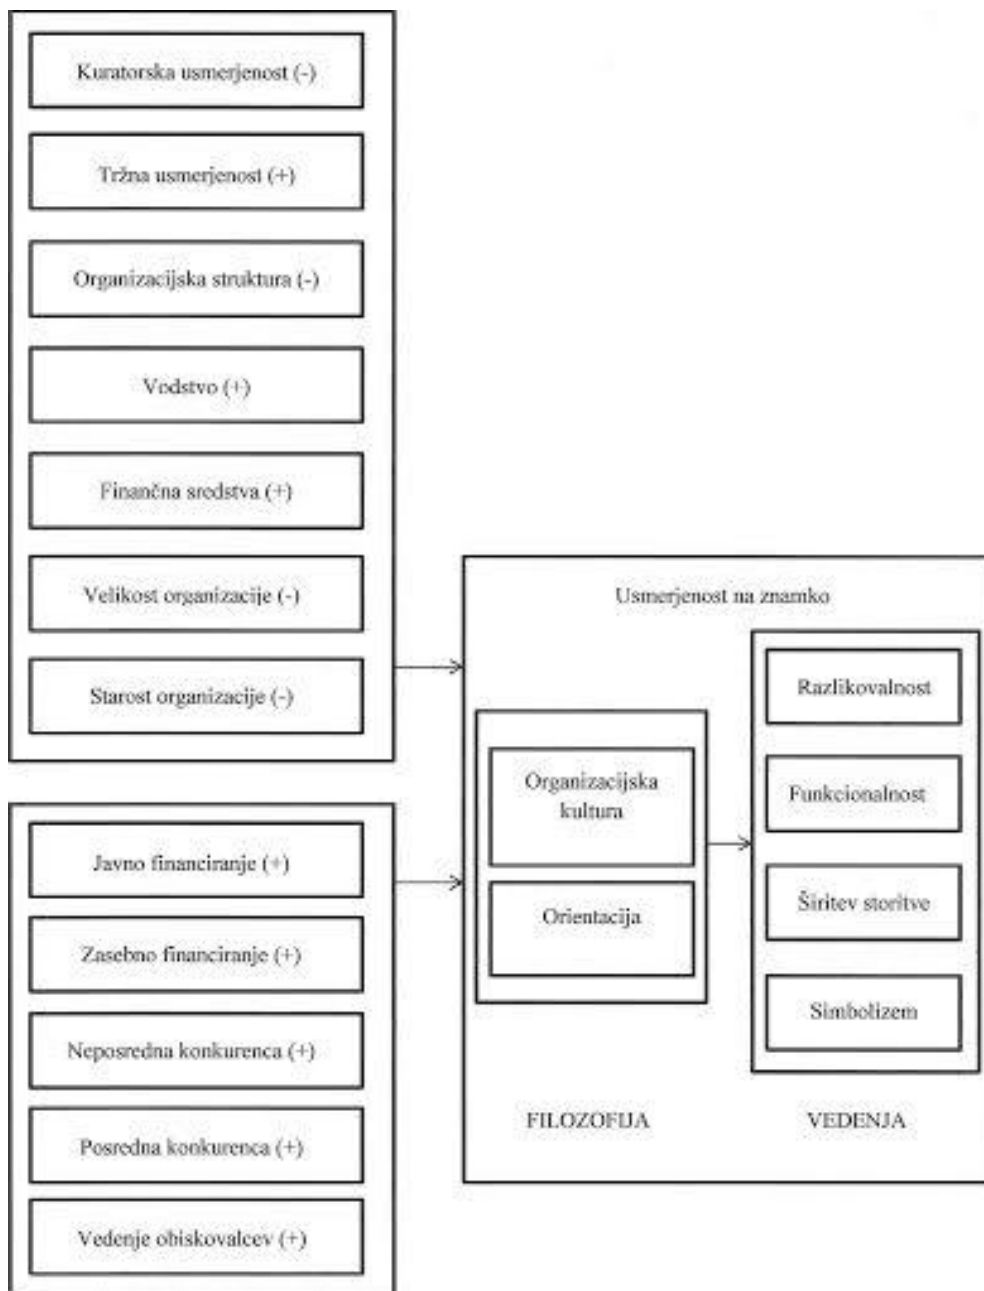 Kuratorska usmerjenost (-)
Tržna usmerjenost (+)
Organizacijska struktura (-)
Vodstvo (+)
Finančna sredstva (+)
Velikost organizacije (-)
Starost organizacije (-)
Javno financiranje (+)
Zasebno financiranje (+)
Neposredna konkurenca (+)
Posredna konkurenca (+)
Vedenje obiskovalcev (+)
Usmerjenost na znamko
Organizacijska
kultura
Orientacija
FILOZOFIJA
Razlikovalnost
Funkcionalnost
Širitev storitve
Simbolizem
VEDENJA